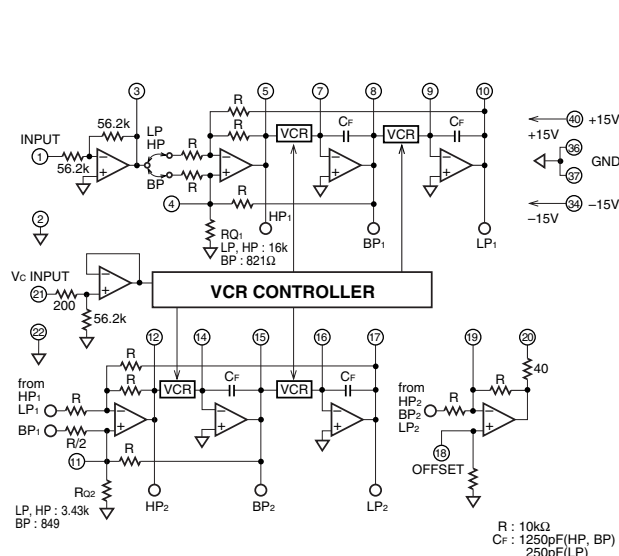 3 5 7 8 9 10
R
56.2k
R
INPUT
LP
HP
R
VCR
CF
VCR
CF
40 +15V
+15V
36
GND
37
34 −15V
−15V
1
56.2k
BP
R
4
R
2
RQ1
LP, HP : 16k
BP : 821Ω
HP1
BP1
LP1
VCR CONTROLLER
Vc INPUT
21
200
56.2k
22
12 14 15 16 17 19 20
from
HP1
LP1
R
R
R
VCR
CF
VCR
CF
BP1
R/2
11
R
RQ2
LP, HP : 3.43k
BP : 849
HP2
BP2
LP2
from
HP2
BP2
LP2
R
R
40
18
OFFSET
R
R : 10kΩ
CF : 1250pF(HP, BP)
250pF(LP)